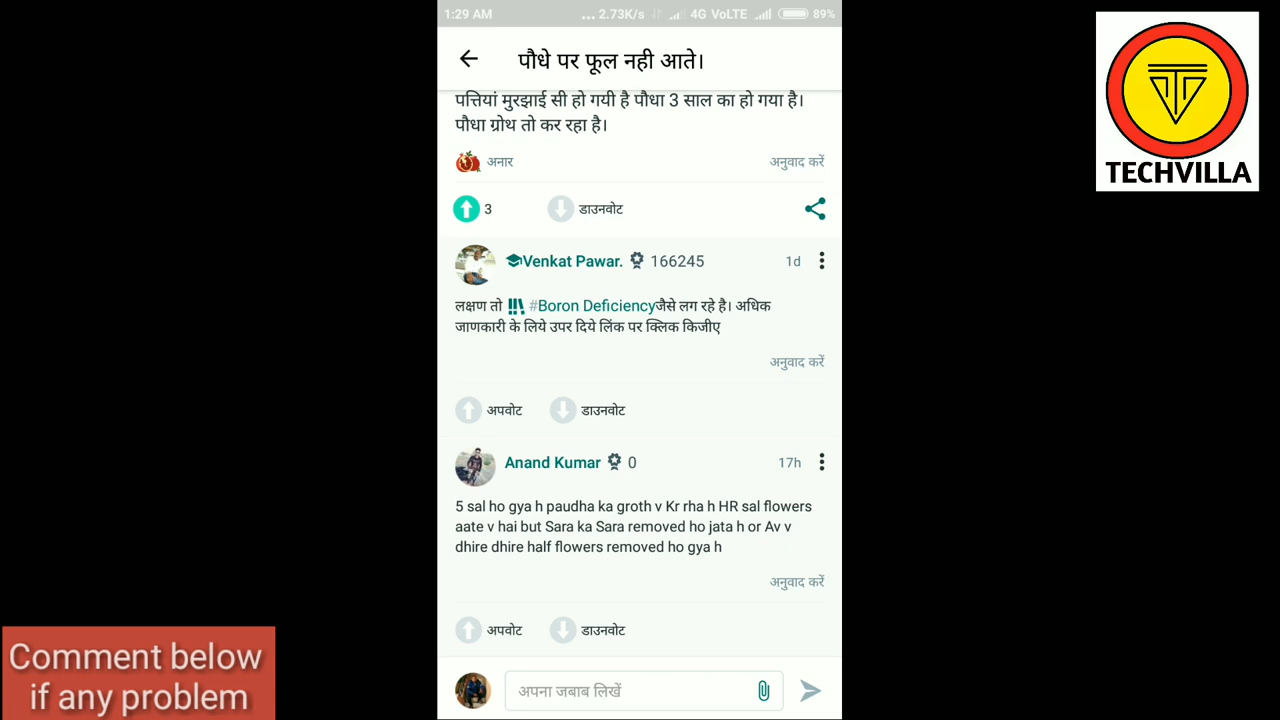 1:29 AM ... 2.73K/s 4G VoLTE 89%
पौधे पर फूल नही आते।
पत्तियां मुरझाई सी हो गयी है पौधा 3 साल का हो गया है।
पौधा ग्रोथ तो कर रहा है।
अनार अनुवाद करें
3 डाउनवोट
Venkat Pawar. 166245 1d
लक्षण तो #Boron Deficiencyजैसे लग रहे है। अधिक
जाणकारी के लिये उपर दिये लिंक पर क्लिक किजीए
अनुवाद करें
अपवोट डाउनवोट
Anand Kumar 0 17h
5 sal ho gya h paudha ka groth v Kr rha h HR sal flowers
aate v hai but Sara ka Sara removed ho jata h or Av v
dhire dhire half flowers removed ho gya h
अनुवाद करें
अपवोट डाउनवोट
अपना जबाब लिखें
TECHVILLA
Comment below
if any problem